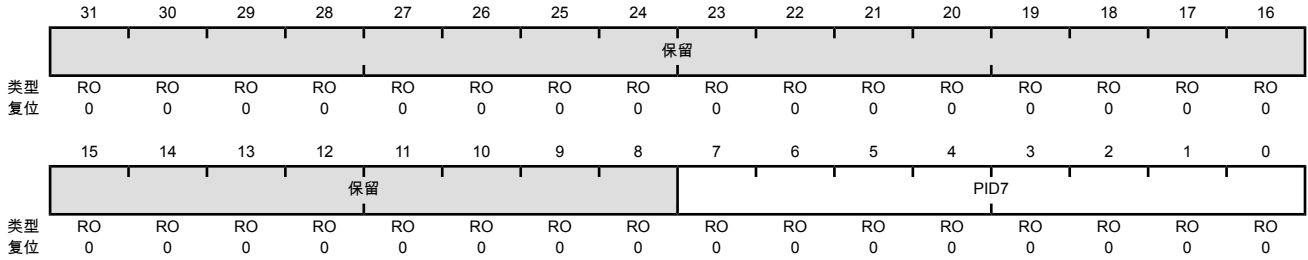 31 30 29 28 27 26 25 24 23 22 21 20 19 18 17 16
保留
类型 RO RO RO RO RO RO RO RO RO RO RO RO RO RO RO RO
复位 0 0 0 0 0 0 0 0 0 0 0 0 0 0 0 0
15 14 13 12 11 10 9 8 7 6 5 4 3 2 1 0
保留 PID7
类型 RO RO RO RO RO RO RO RO RO RO RO RO RO RO RO RO
复位 0 0 0 0 0 0 0 0 0 0 0 0 0 0 0 0